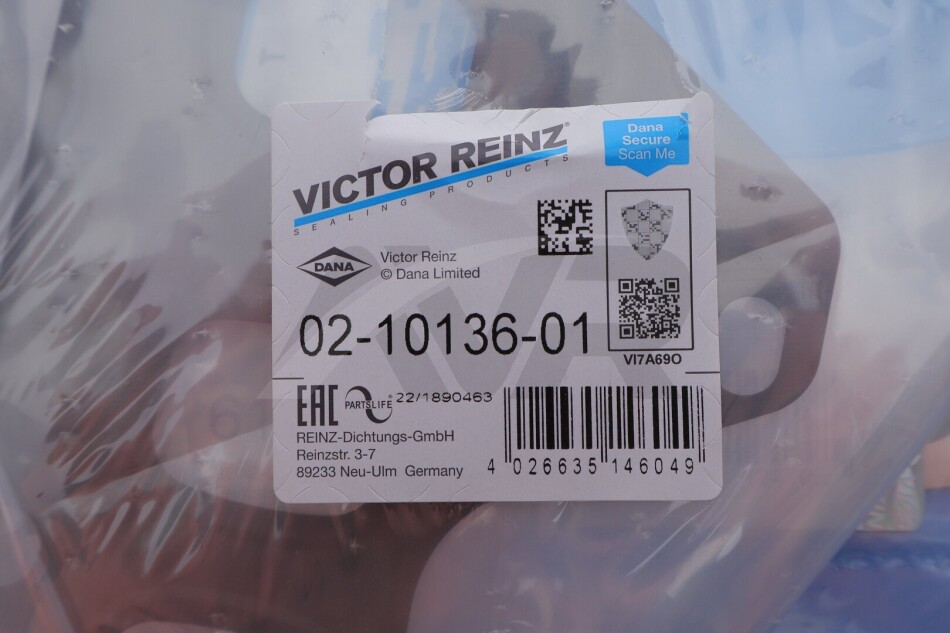 VICTOR REINZ®
SEALING PRODUCTS
Dana
Secure
Scan Me
DANA
Victor Reinz
© Dana Limited
02-10136-01
VI7A69O
EAC PARTSLIFE® 22/1890463
REINZ-Dichtungs-GmbH
Reinzstr. 3-7
89233 Neu-Ulm Germany
4 026635 146049